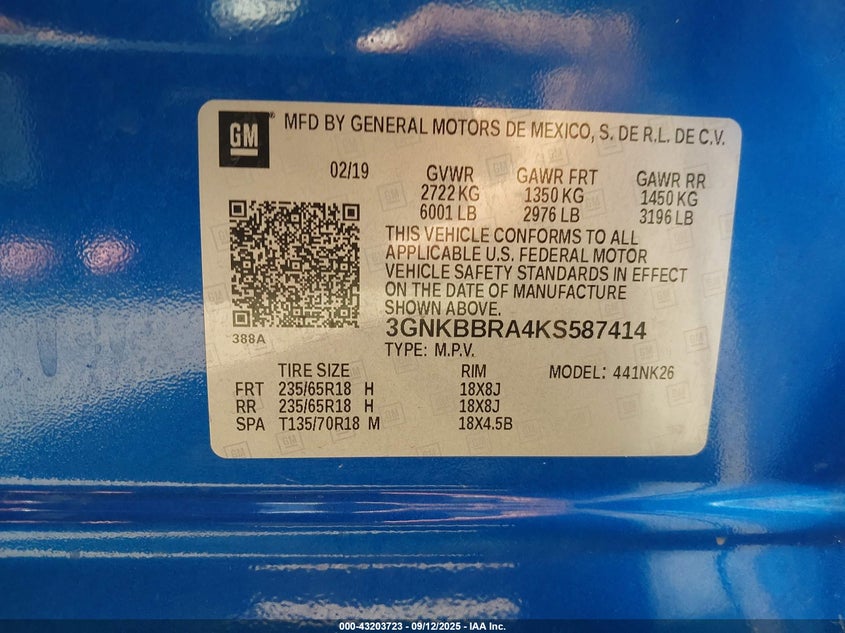 GM
MFD BY GENERAL MOTORS DE MEXICO, S. DE R.L. DE C.V.
02/19 GVWR GAWR FRT GAWR RR
2722 KG 1350 KG 1450 KG
6001 LB 2976 LB 3196 LB
THIS VEHICLE CONFORMS TO ALL
APPLICABLE U.S. FEDERAL MOTOR
VEHICLE SAFETY STANDARDS IN EFFECT
ON THE DATE OF MANUFACTURE
SHOWN ABOVE.
388A
3GNKBBRA4KS587414
TYPE: M.P.V.
TIRE SIZE RIM MODEL: 441NK26
FRT 235/65R18 H 18X8J
RR 235/65R18 H 18X8J
SPA T135/70R18 M 18X4.5B
000-43203723 - 09/12/2025 - IAA Inc.